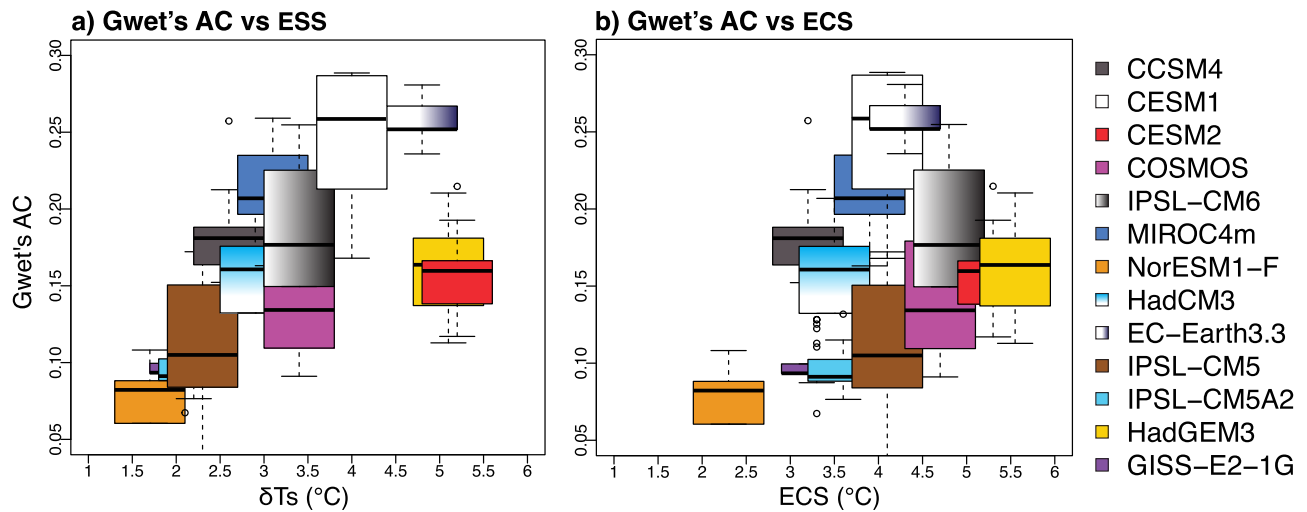 a) Gwet's AC vs ESS
b) Gwet's AC vs ECS
Gwet's AC
0.30
0.25
0.20
0.15
0.10
0.05
1 1.5 2 2.5 3 3.5 4 4.5 5 5.5 6
δTs (°C)
0.30
0.25
0.20
0.15
0.10
0.05
1 1.5 2 2.5 3 3.5 4 4.5 5 5.5 6
ECS (°C)
CCSM4
CESM1
CESM2
COSMOS
IPSL−CM6
MIROC4m
NorESM1−F
HadCM3
EC−Earth3.3
IPSL−CM5
IPSL−CM5A2
HadGEM3
GISS−E2−1G